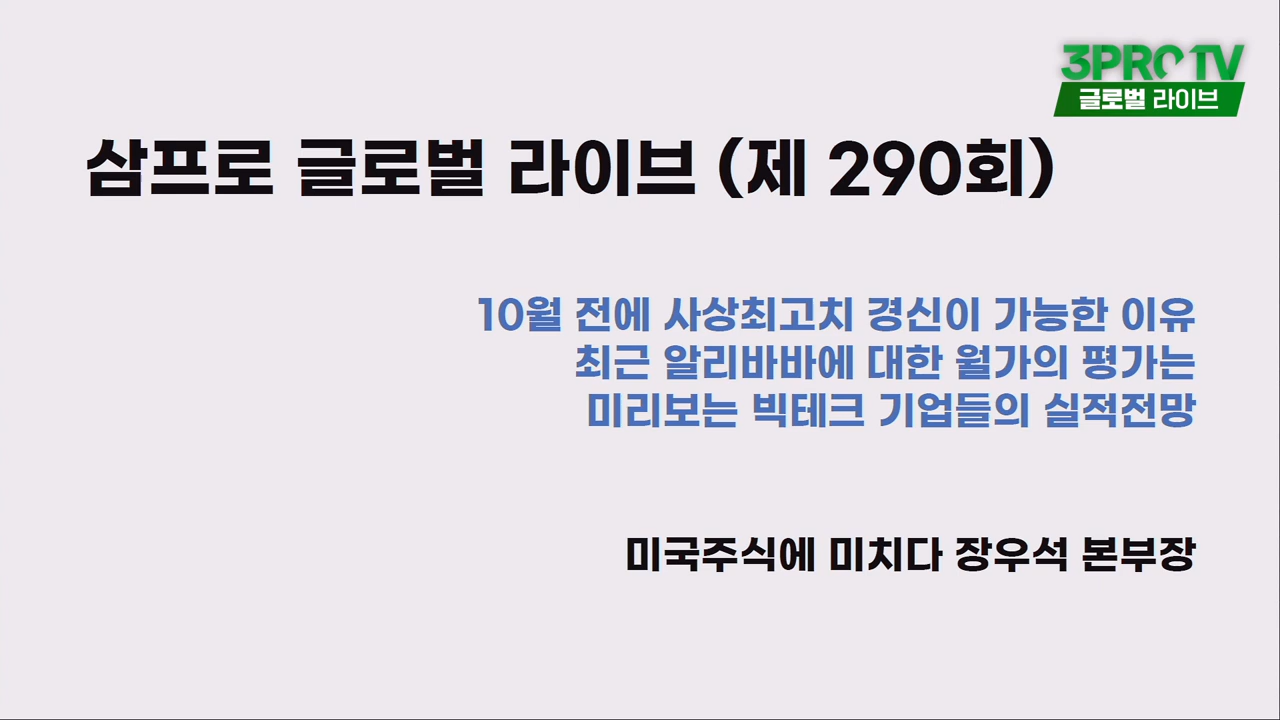 3PRO TV
글로벌 라이브
삼프로 글로벌 라이브 (제 290회)
10월 전에 사상최고치 경신이 가능한 이유
최근 알리바바에 대한 월가의 평가는
미리보는 빅테크 기업들의 실적전망
미국주식에 미치다 장우석 본부장